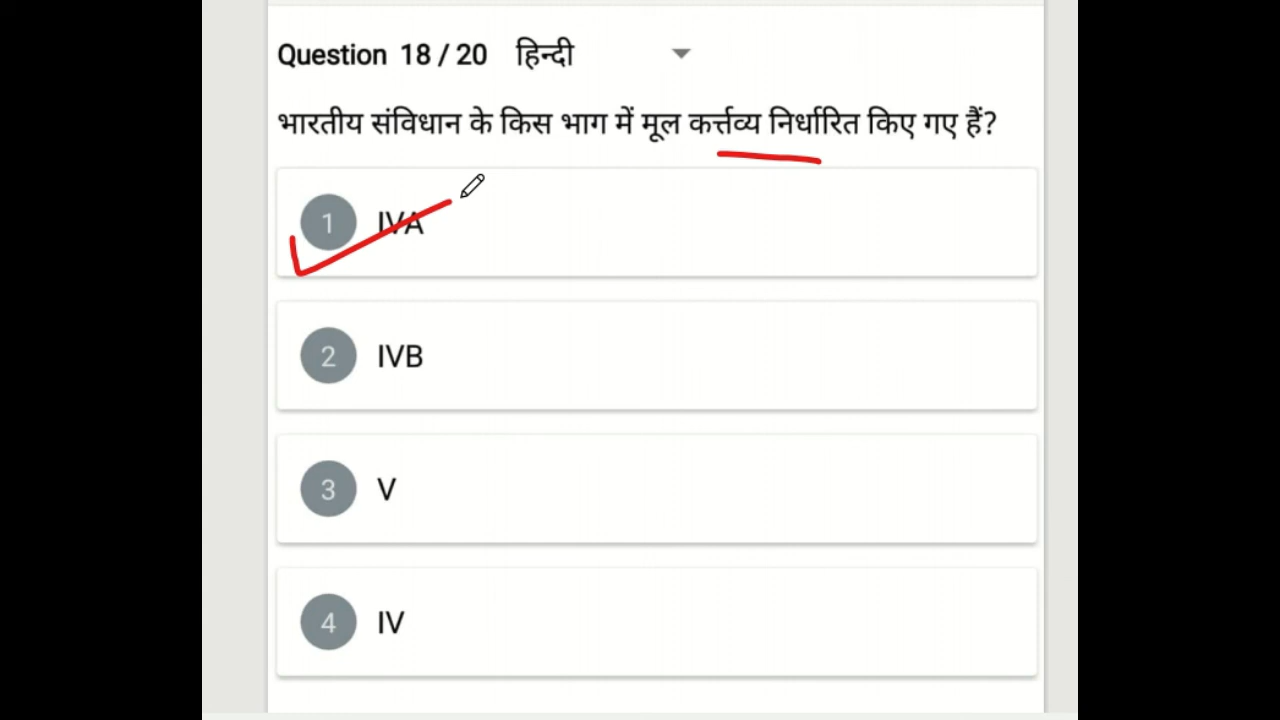 Question 18 / 20 हिन्दी
भारतीय संविधान के किस भाग में मूल कर्त्तव्य निर्धारित किए गए हैं?
1 IVA
2 IVB
3 V
4 IV